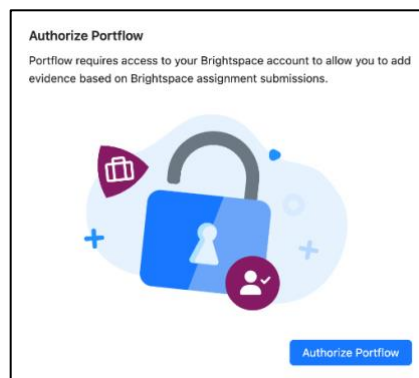 Authorize Portflow
Portflow requires access to your Brightspace account to allow you to add
evidence based on Brightspace assignment submissions.
Authorize Portflow